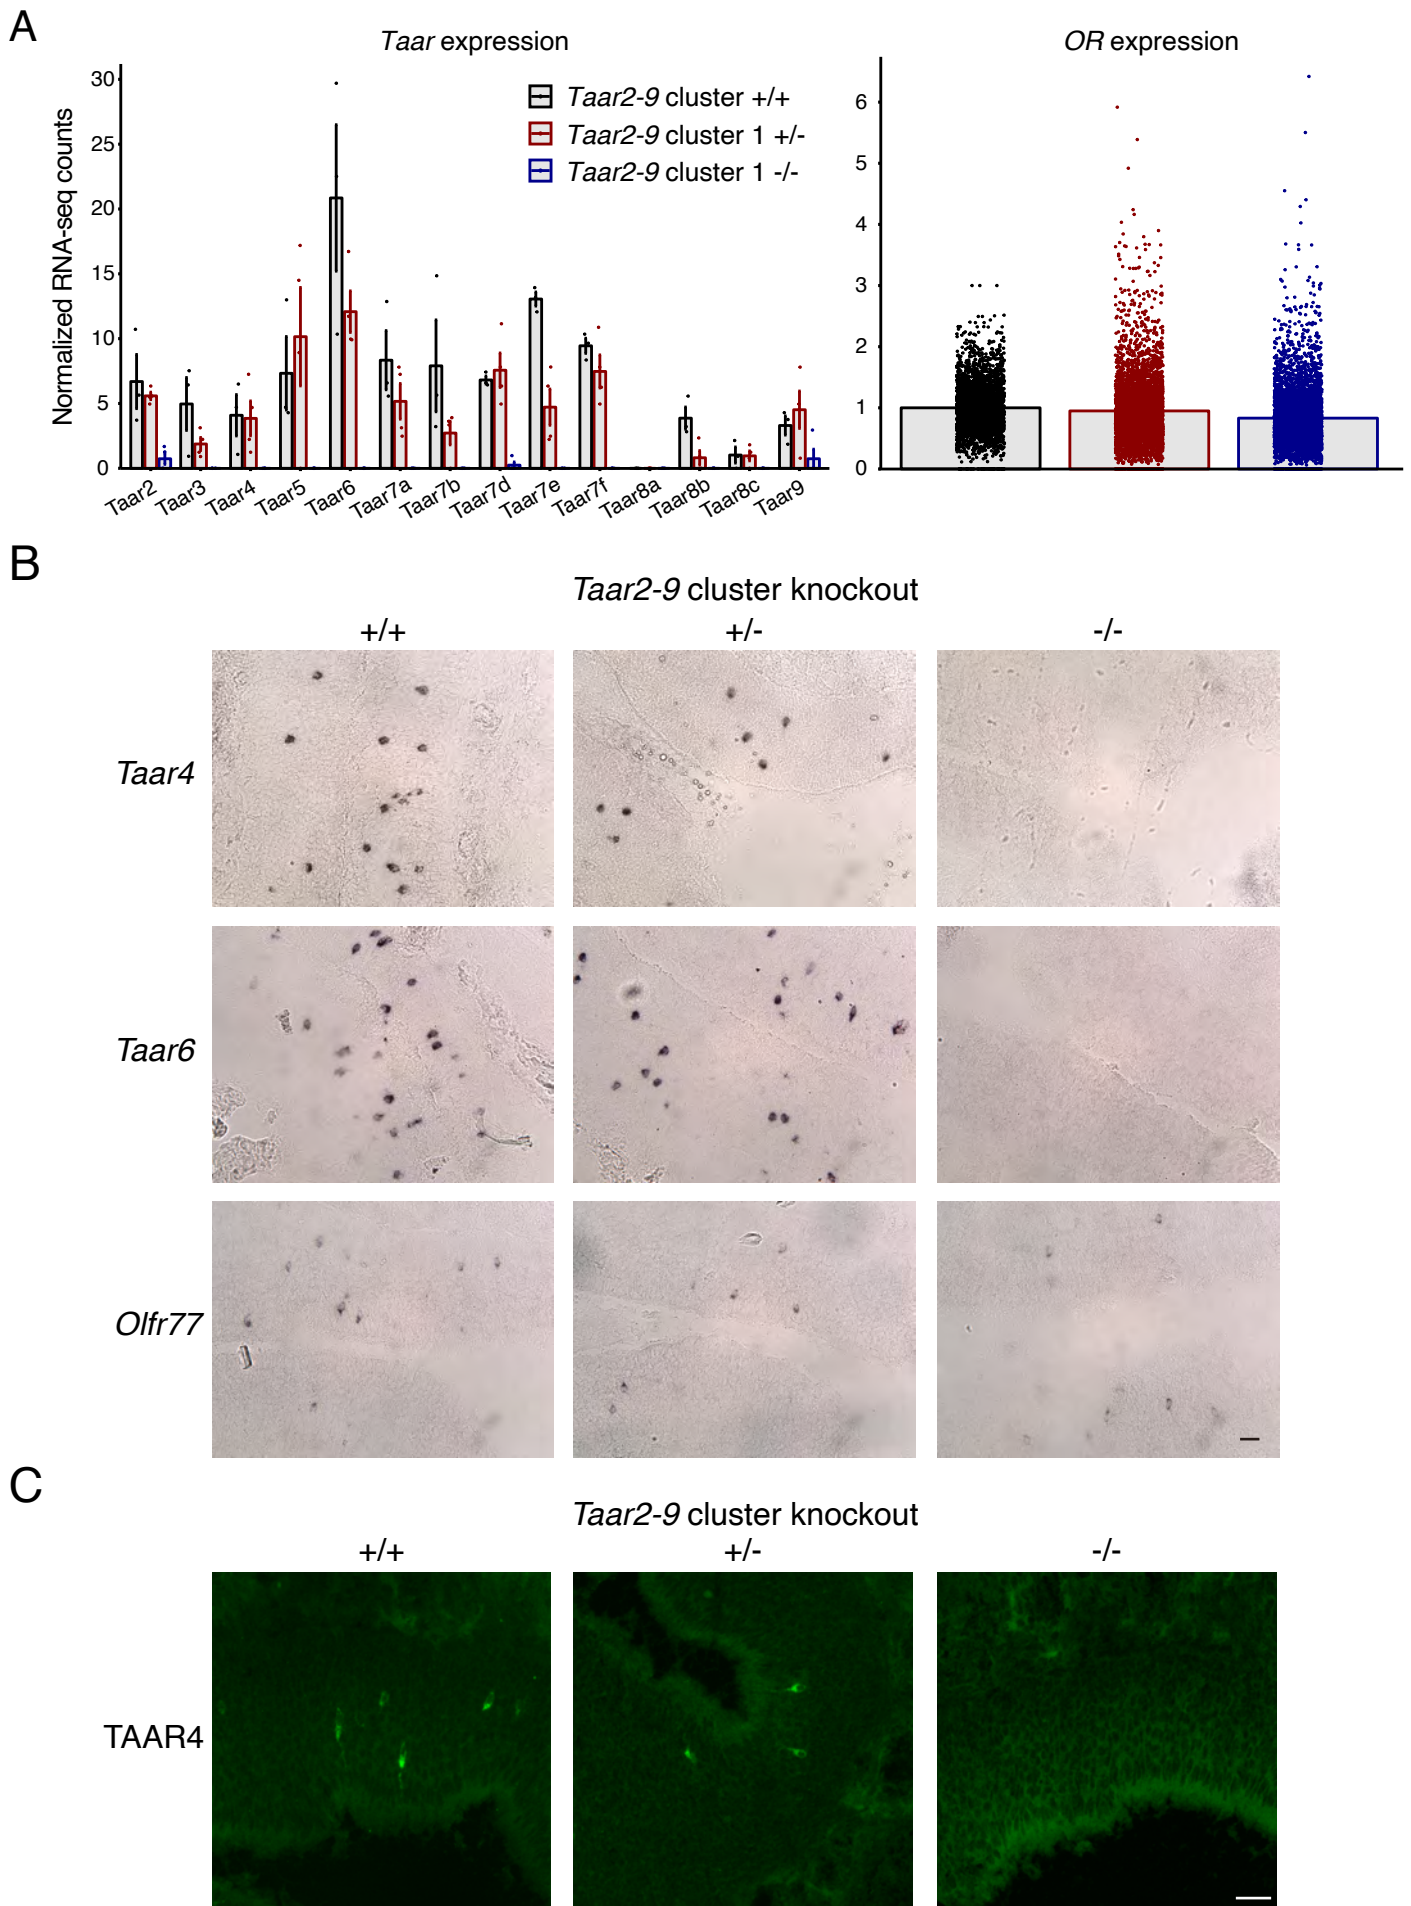 A
Taar expression
OR expression
Normalized RNA-seq counts
30
25
20
15
10
5
0
Taar2-9 cluster +/+
Taar2-9 cluster 1 +/-
Taar2-9 cluster 1 -/-
Taar2 Taar3 Taar4 Taar5 Taar6 Taar7a Taar7b Taar7d Taar7e Taar7f Taar8a Taar8b Taar8c Taar9
6
5
4
3
2
1
0
B
Taar2-9 cluster knockout
+/+ +/- -/-
Taar4
Taar6
Olfr77
C
Taar2-9 cluster knockout
+/+ +/- -/-
TAAR4